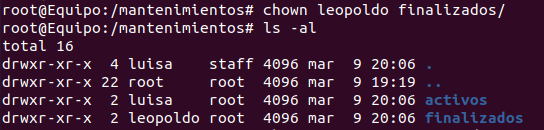 root@Equipo:/mantenimientos# chown leopoldo finalizados/
root@Equipo:/mantenimientos# ls -al
total 16
drwxr-xr-x  4 luisa    staff 4096 mar  9 20:06 .
drwxr-xr-x 22 root     root  4096 mar  9 19:19 ..
drwxr-xr-x  2 luisa    root  4096 mar  9 20:06 activos
drwxr-xr-x  2 leopoldo root  4096 mar  9 20:06 finalizados